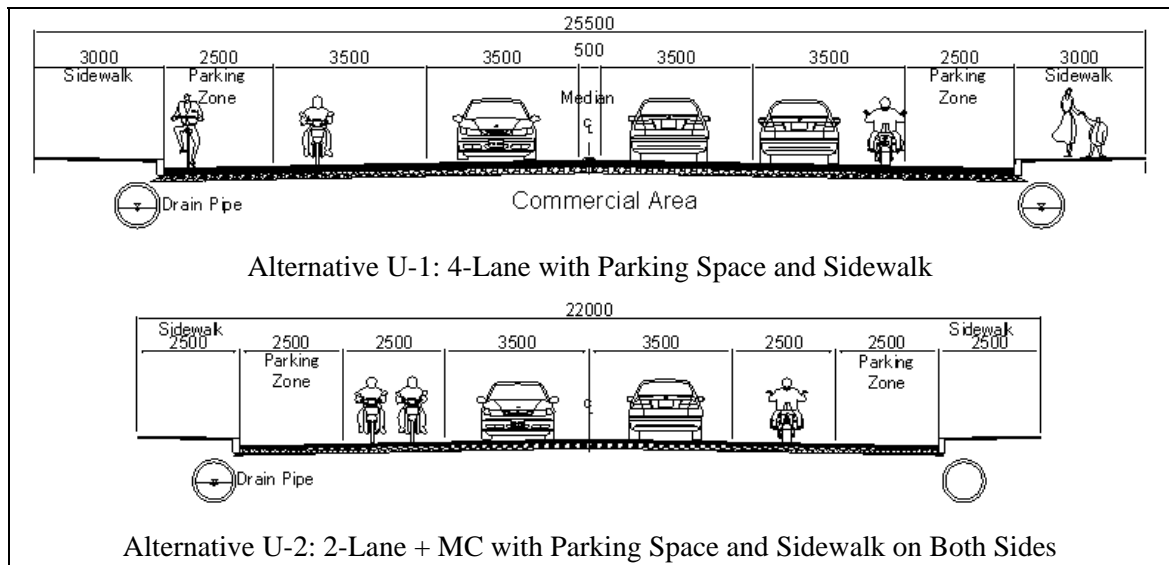 25500
3000 2500 3500 3500 500 3500 3500 2500 3000
Sidewalk Parking Zone Median Parking Zone Sidewalk
℄
Drain Pipe
Commercial Area
Alternative U-1: 4-Lane with Parking Space and Sidewalk
22000
Sidewalk Sidewalk
2500 2500 2500 3500 3500 2500 2500 2500
Parking Zone Parking Zone
℄
Drain Pipe
Alternative U-2: 2-Lane + MC with Parking Space and Sidewalk on Both Sides